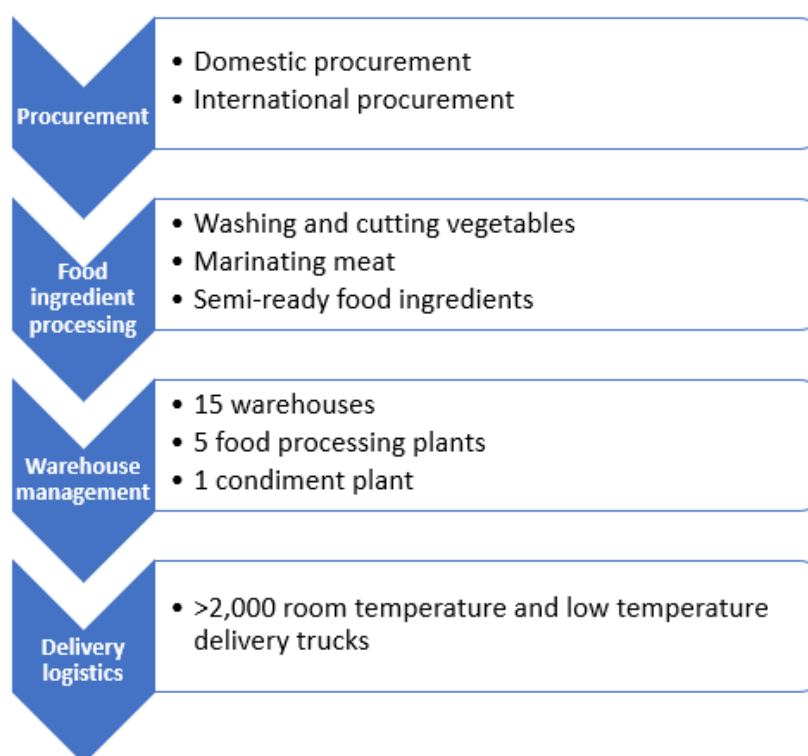 Procurement
• Domestic procurement
• International procurement
Food
ingredient
processing
• Washing and cutting vegetables
• Marinating meat
• Semi-ready food ingredients
Warehouse
management
• 15 warehouses
• 5 food processing plants
• 1 condiment plant
Delivery
logistics
• >2,000 room temperature and low temperature
delivery trucks